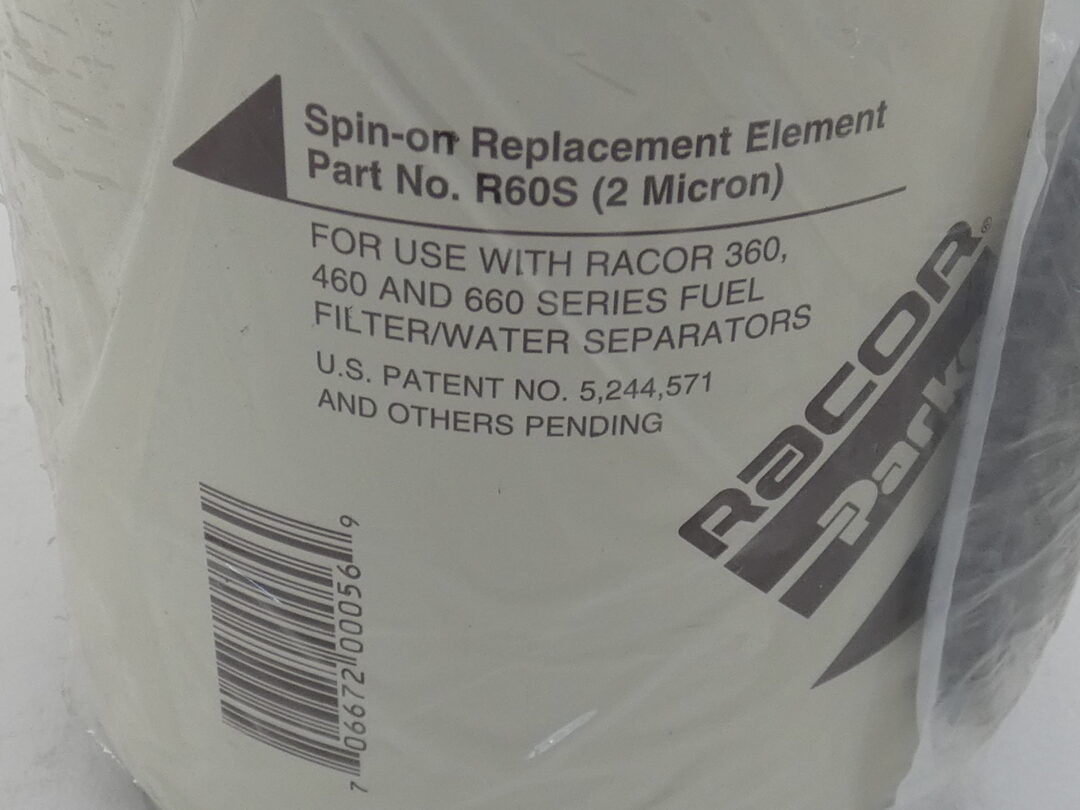 Spin-on Replacement Element
Part No. R60S (2 Micron)
FOR USE WITH RACOR 360,
460 AND 660 SERIES FUEL
FILTER/WATER SEPARATORS
U.S. PATENT NO. 5,244,571
AND OTHERS PENDING
RACOR®
7 06672 00056 9